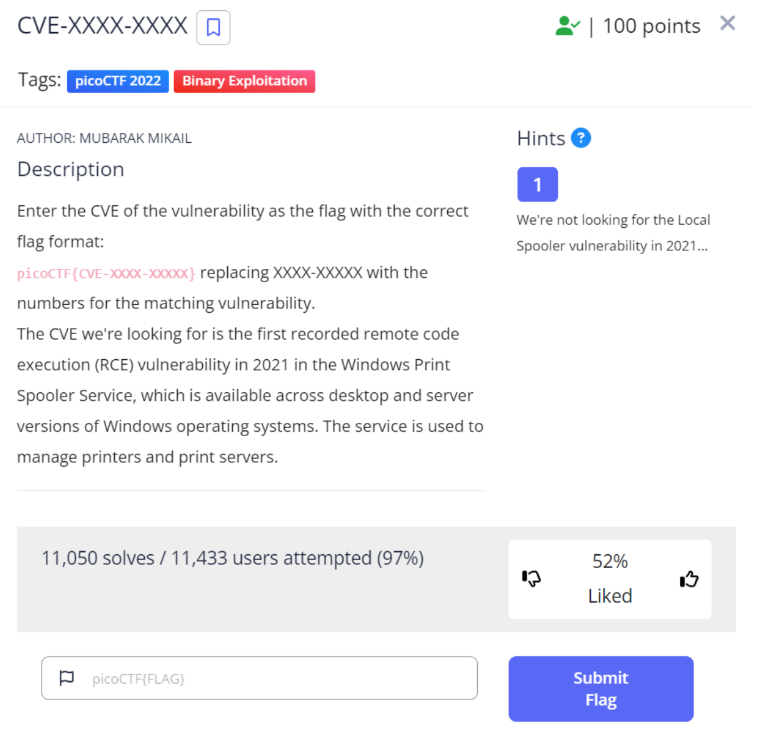 CVE-XXXX-XXXX
| 100 points
Tags: picoCTF 2022 Binary Exploitation
AUTHOR: MUBARAK MIKAIL
Description
Enter the CVE of the vulnerability as the flag with the correct
flag format:
picoCTF{CVE-XXXX-XXXXX} replacing XXXX-XXXXX with the
numbers for the matching vulnerability.
The CVE we're looking for is the first recorded remote code
execution (RCE) vulnerability in 2021 in the Windows Print
Spooler Service, which is available across desktop and server
versions of Windows operating systems. The service is used to
manage printers and print servers.
Hints ?
1
We're not looking for the Local
Spooler vulnerability in 2021...
11,050 solves / 11,433 users attempted (97%)
52%
Liked
picoCTF{FLAG}
Submit
Flag